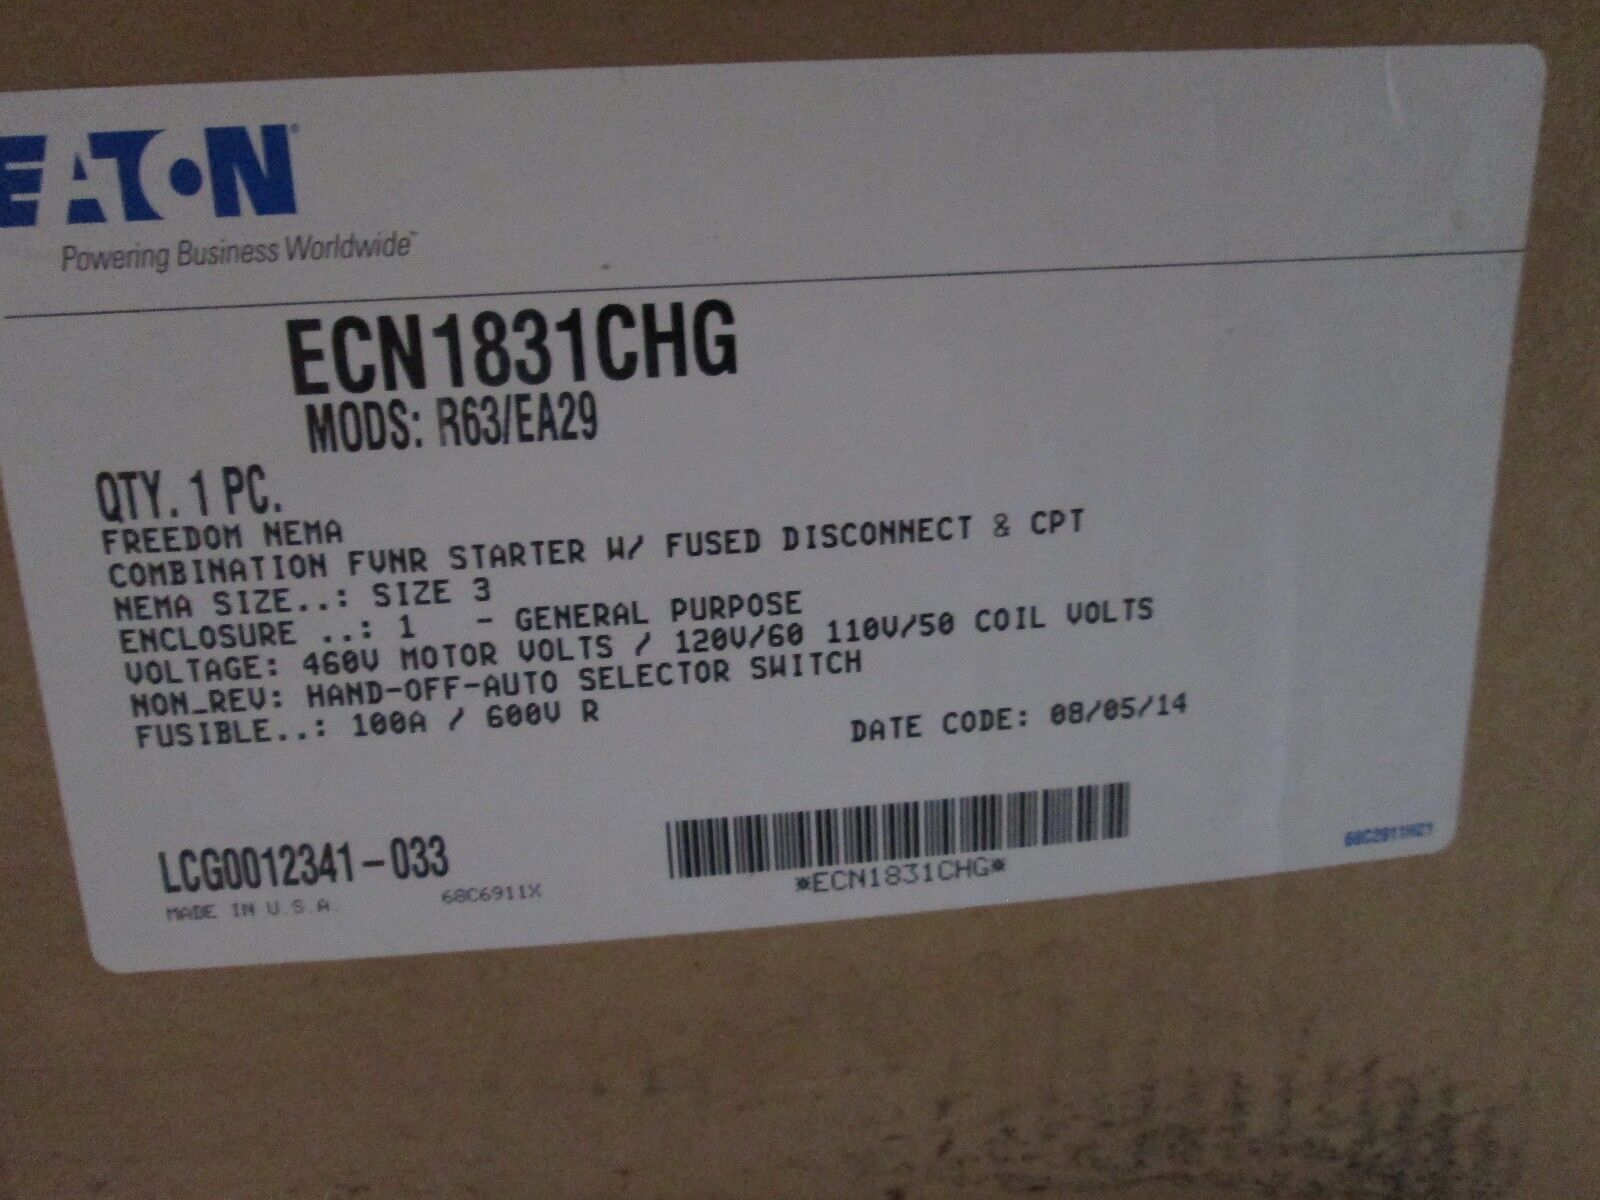 EATON
Powering Business Worldwide™
ECN1831CHG
MODS: R63/EA29
QTY. 1 PC.
FREEDOM NEMA
COMBINATION FVNR STARTER W/ FUSED DISCONNECT & CPT
NEMA SIZE..: SIZE 3
ENCLOSURE ..: 1 - GENERAL PURPOSE
VOLTAGE: 460V MOTOR VOLTS / 120V/60 110V/50 COIL VOLTS
NON_REV: HAND-OFF-AUTO SELECTOR SWITCH
FUSIBLE..: 100A / 600V R
DATE CODE: 08/05/14
LCG0012341-033
MADE IN U.S.A.
68C6911X
*ECN1831CHG*